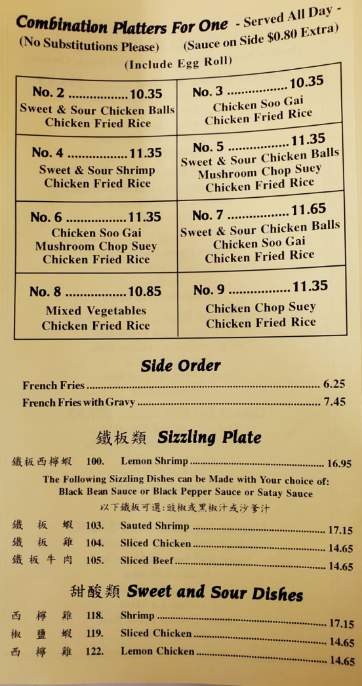 Combination Platters For One - Served All Day -
(No Substitutions Please) (Sauce on Side $0.80 Extra)
(Include Egg Roll)
No. 2 ..................10.35
Sweet & Sour Chicken Balls
Chicken Fried Rice
No. 3 ...................10.35
Chicken Soo Gai
Chicken Fried Rice
No. 4 ..................11.35
Sweet & Sour Shrimp
Chicken Fried Rice
No. 5 ...................11.35
Sweet & Sour Chicken Balls
Mushroom Chop Suey
Chicken Fried Rice
No. 6 ..................11.35
Chicken Soo Gai
Mushroom Chop Suey
Chicken Fried Rice
No. 7 ...................11.65
Sweet & Sour Chicken Balls
Chicken Soo Gai
Chicken Fried Rice
No. 8 ..................10.85
Mixed Vegetables
Chicken Fried Rice
No. 9 ...................11.35
Chicken Chop Suey
Chicken Fried Rice
Side Order
French Fries ........................ 6.25
French Fries with Gravy ........................ 7.45
鐵板類 Sizzling Plate
鐵板西檸蝦 100. Lemon Shrimp ........................ 16.95
The Following Sizzling Dishes can be Made with Your choice of:
Black Bean Sauce or Black Pepper Sauce or Satay Sauce
以下鐵板可選:豉椒或黑椒汁或沙爹汁
鐵板蝦 103. Sauted Shrimp ........................ 17.15
鐵板雞 104. Sliced Chicken ........................ 14.65
鐵板牛肉 105. Sliced Beef ........................ 14.65
甜酸類 Sweet and Sour Dishes
西檸雞 118. Shrimp ........................ 17.15
椒鹽蝦 119. Sliced Chicken ........................ 14.65
西檸雞 122. Lemon Chicken ........................ 14.65